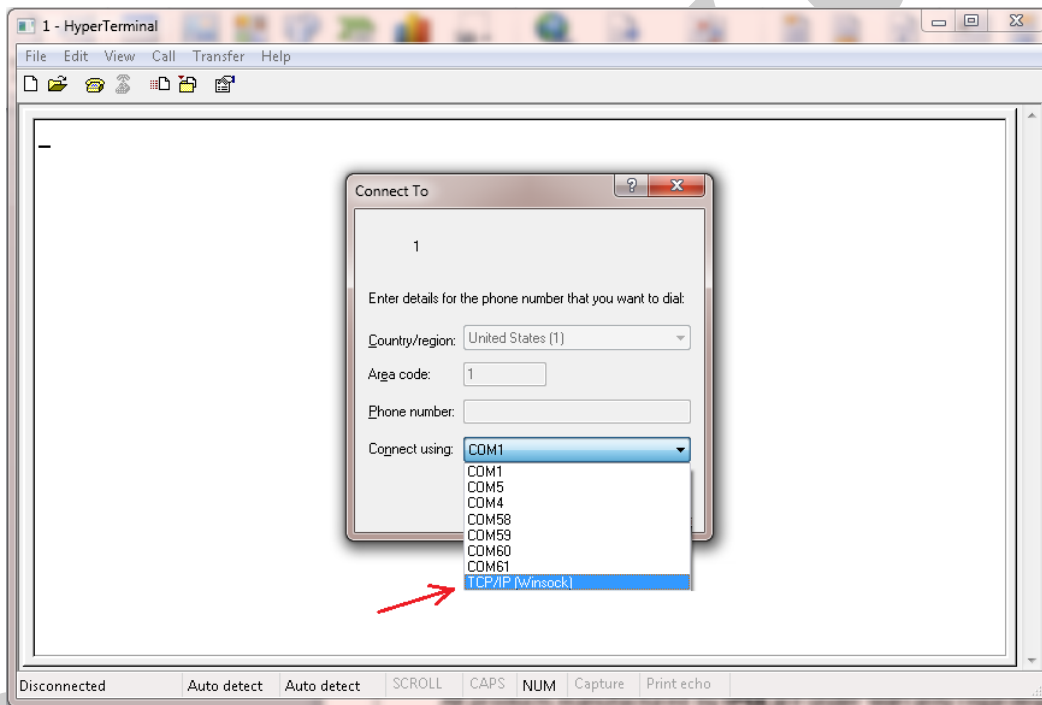 1 - HyperTerminal
File Edit View Call Transfer Help
Connect To
?
1
Enter details for the phone number that you want to dial:
Country/region: United States (1)
Area code: 1
Phone number:
Connect using: COM1
COM1
COM5
COM4
COM58
COM59
COM60
COM61
TCP/IP (Winsock)
Disconnected Auto detect Auto detect SCROLL CAPS NUM Capture Print echo